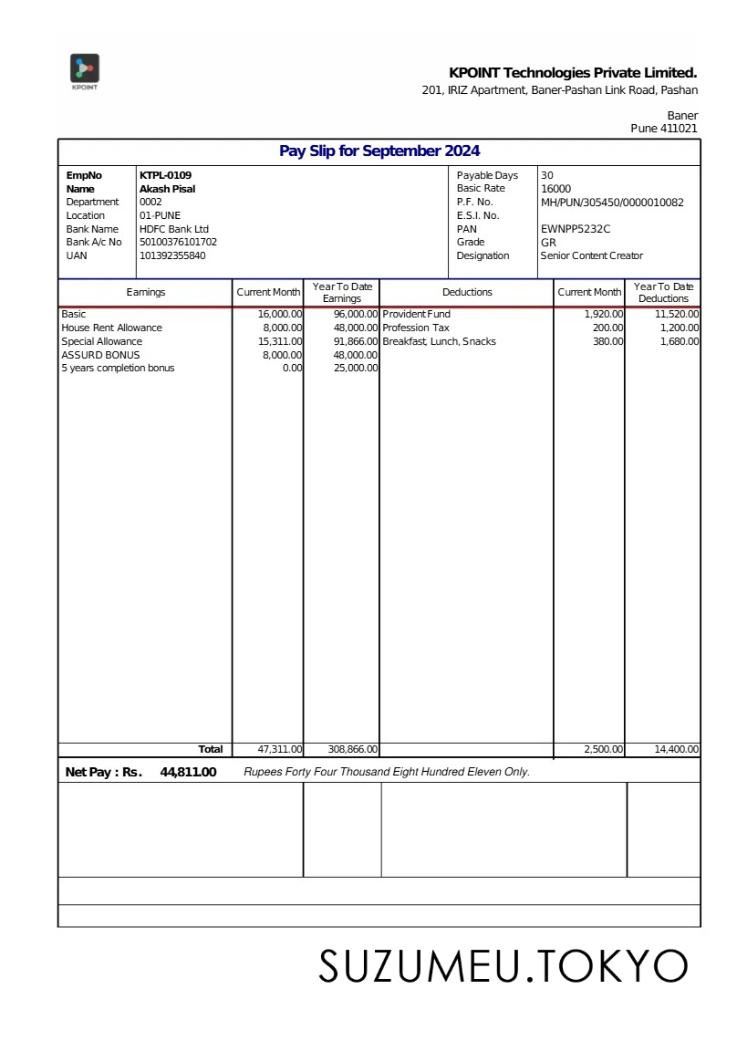 KPOINT
KPOINT Technologies Private Limited.
201, IRIZ Apartment, Baner-Pashan Link Road, Pashan
Baner
Pune 411021
Pay Slip for September 2024
EmpNo KTPL-0109 Payable Days 30
Name Akash Pisal Basic Rate 16000
Department 0002 P.F. No. MH/PUN/305450/0000010082
Location 01-PUNE E.S.I. No.
Bank Name HDFC Bank Ltd PAN EWNPP5232C
Bank A/c No 50100376101702 Grade GR
UAN 101392355840 Designation Senior Content Creator
Earnings Current Month Year To Date Earnings Deductions Current Month Year To Date Deductions
Basic 16,000.00 96,000.00 Provident Fund 1,920.00 11,520.00
House Rent Allowance 8,000.00 48,000.00 Profession Tax 200.00 1,200.00
Special Allowance 15,311.00 91,866.00 Breakfast, Lunch, Snacks 380.00 1,680.00
ASSURD BONUS 8,000.00 48,000.00
5 years completion bonus 0.00 25,000.00
Total 47,311.00 308,866.00 2,500.00 14,400.00
Net Pay : Rs. 44,811.00 Rupees Forty Four Thousand Eight Hundred Eleven Only.
SUZUMEU.TOKYO